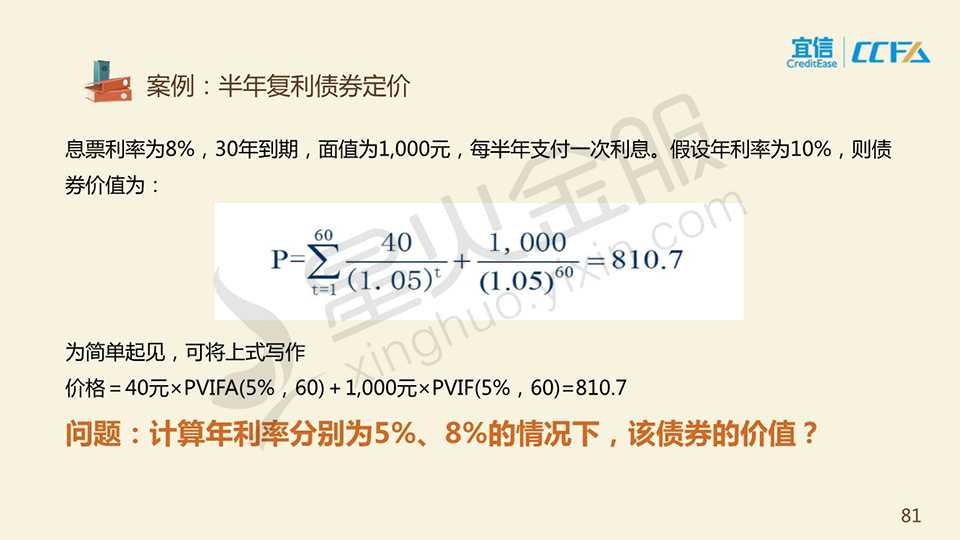 宜信
CreditEase
CCFA
案例：半年复利债券定价
息票利率为8%，30年到期，面值为1,000元，每半年支付一次利息。假设年利率为10%，则债
券价值为：
P=∑_{t=1}^{60} 40/(1.05)^t + 1,000/(1.05)^{60} = 810.7
为简单起见，可将上式写作
价格＝40元×PVIFA(5%，60)＋1,000元×PVIF(5%，60)=810.7
问题：计算年利率分别为5%、8%的情况下，该债券的价值？
星火金服
xinghuo.yixin.com
81